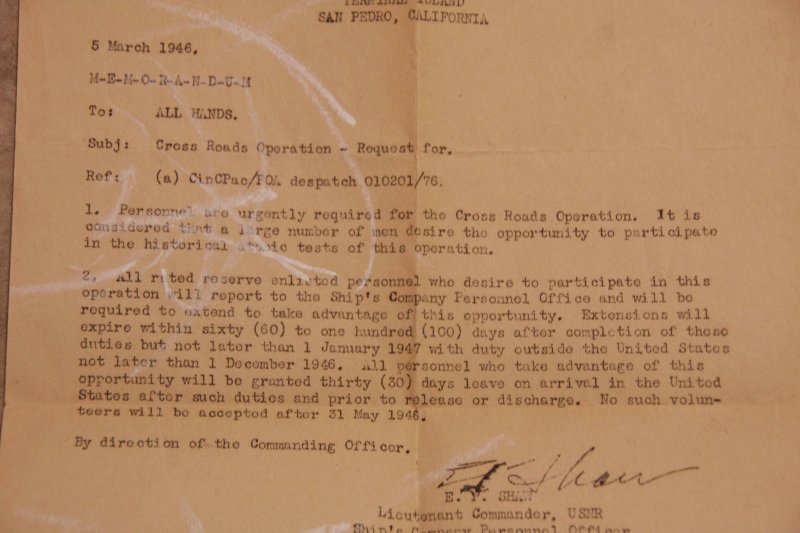 TERMINAL ISLAND
SAN PEDRO, CALIFORNIA
5 March 1946.
M-E-M-O-R-A-N-D-U-M
To: ALL HANDS.
Subj: Cross Roads Operation - Request for.
Ref: (a) CinCPac/POA despatch 010201/76.
1. Personnel are urgently required for the Cross Roads Operation. It is
considered that a large number of men desire the opportunity to participate
in the historical atomic tests of this operation.
2. All rated reserve enlisted personnel who desire to participate in this
operation will report to the Ship's Company Personnel Office and will be
required to extend to take advantage of this opportunity. Extensions will
expire within sixty (60) to one hundred (100) days after completion of these
duties but not later than 1 January 1947 with duty outside the United States
not later than 1 December 1946. All personnel who take advantage of this
opportunity will be granted thirty (30) days leave on arrival in the United
States after such duties and prior to release or discharge. No such volun-
teers will be accepted after 31 May 1946.
By direction of the Commanding Officer.
Shaw
E. F. SHAW
Lieutenant Commander, USNR
Ship's Company Personnel Officer